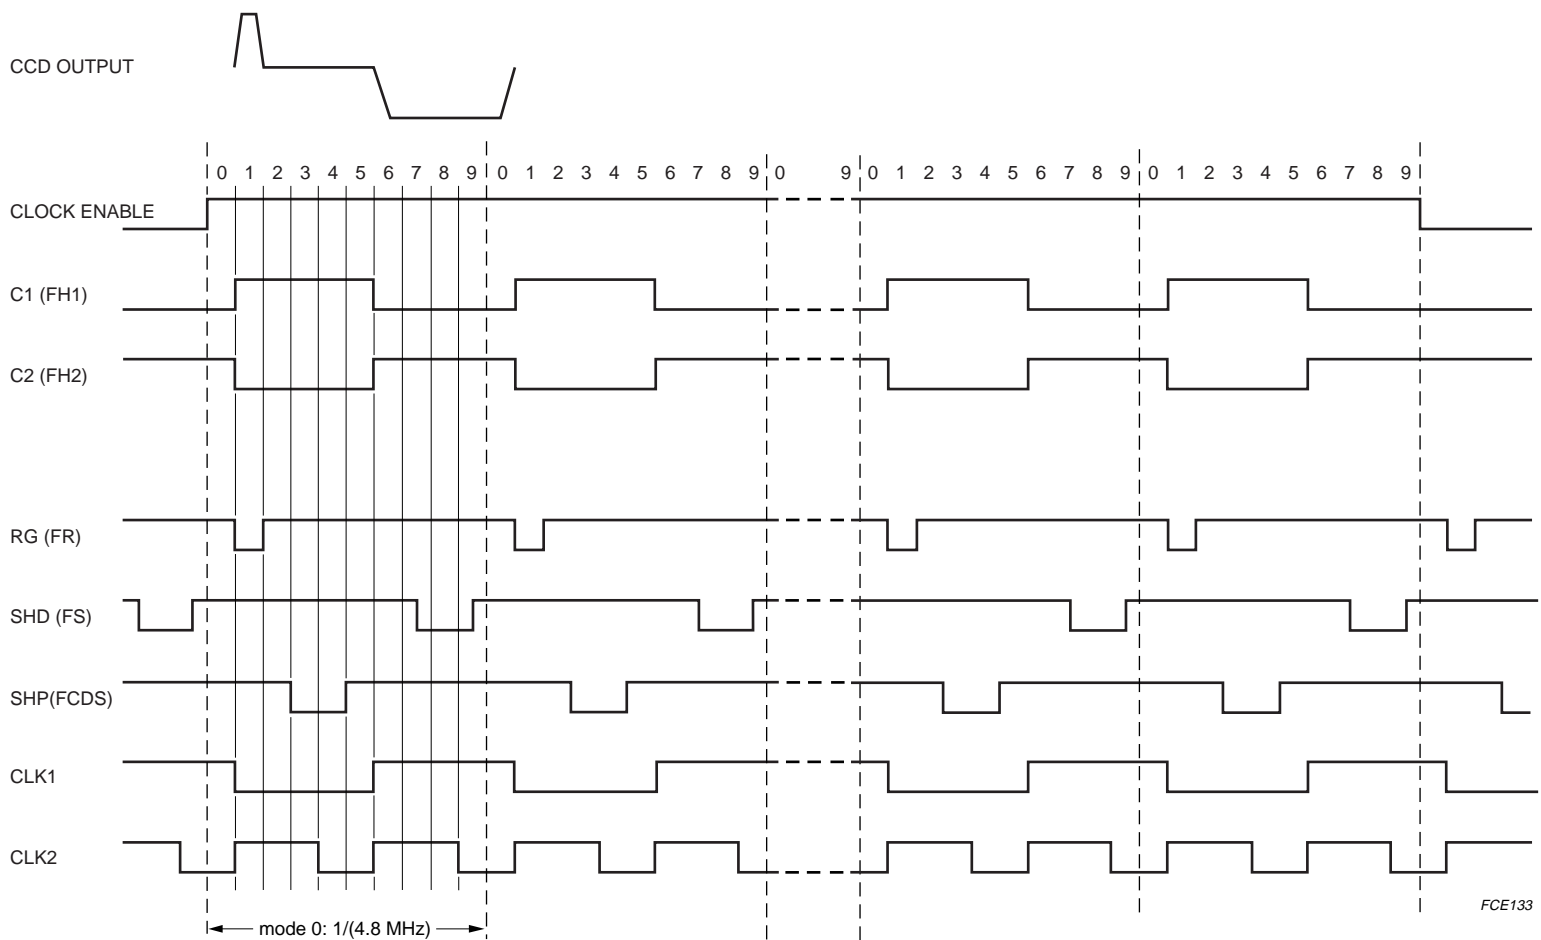 CCD OUTPUT
0 1 2 3 4 5 6 7 8 9 0 1 2 3 4 5 6 7 8 9 0 9 0 1 2 3 4 5 6 7 8 9 0 1 2 3 4 5 6 7 8 9
CLOCK ENABLE
C1 (FH1)
C2 (FH2)
RG (FR)
SHD (FS)
SHP(FCDS)
CLK1
CLK2
FCE133
mode 0: 1/(4.8 MHz)